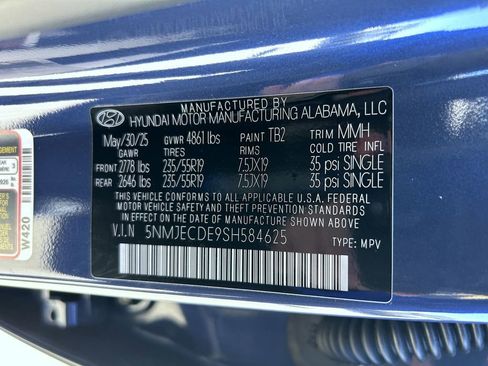 MANUFACTURED BY
HYUNDAI MOTOR MANUFACTURING ALABAMA, LLC
May/30/25 GVWR 4861 lbs PAINT TB2 TRIM MMH
GAWR TIRES RIMS COLD TIRE INFL.
FRONT 2778 lbs 235/55R19 7.5JX19 35 psi SINGLE
REAR 2646 lbs 235/55R19 7.5JX19 35 psi SINGLE
THIS VEHICLE CONFORMS TO ALL APPLICABLE U.S.A. FEDERAL
MOTOR VEHICLE SAFETY AND THEFT PREVENTION STANDARDS IN
EFFECT ON THE DATE OF MANUFACTURE SHOWN ABOVE.
V.I.N 5NMJECDE9SH584625 TYPE: MPV
W420